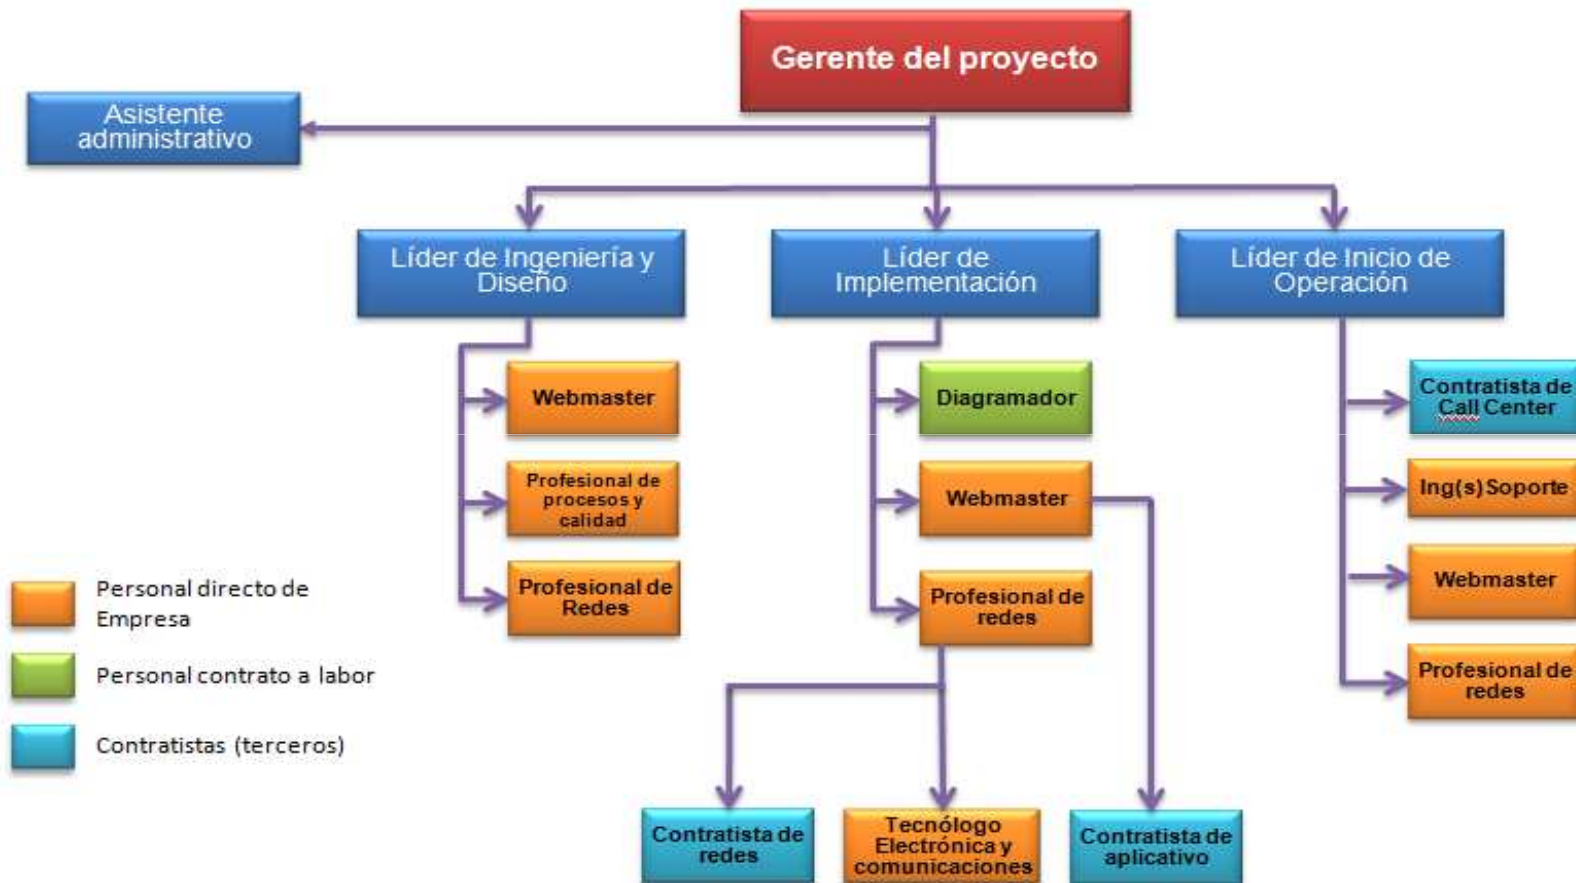 Gerente del proyecto
Asistente
administrativo
Líder de Ingeniería y
Diseño
Líder de
Implementación
Líder de Inicio de
Operación
Webmaster
Profesional de
procesos y
calidad
Profesional de
Redes
Diagramador
Webmaster
Profesional de
redes
Contratista de
Call Center
Ing(s) Soporte
Webmaster
Profesional de
redes
Contratista de
redes
Tecnólogo
Electrónica y
comunicaciones
Contratista de
aplicativo
Personal directo de
Empresa
Personal contrato a labor
Contratistas (terceros)